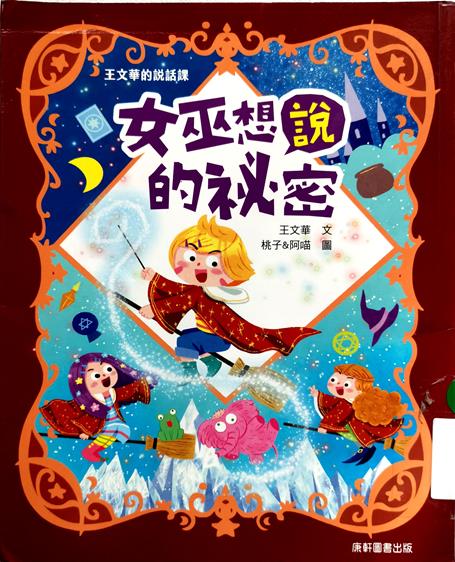 王文華的說話課
女巫想說
的祕密
王文華 文
桃子&阿喵 圖
康軒圖書出版